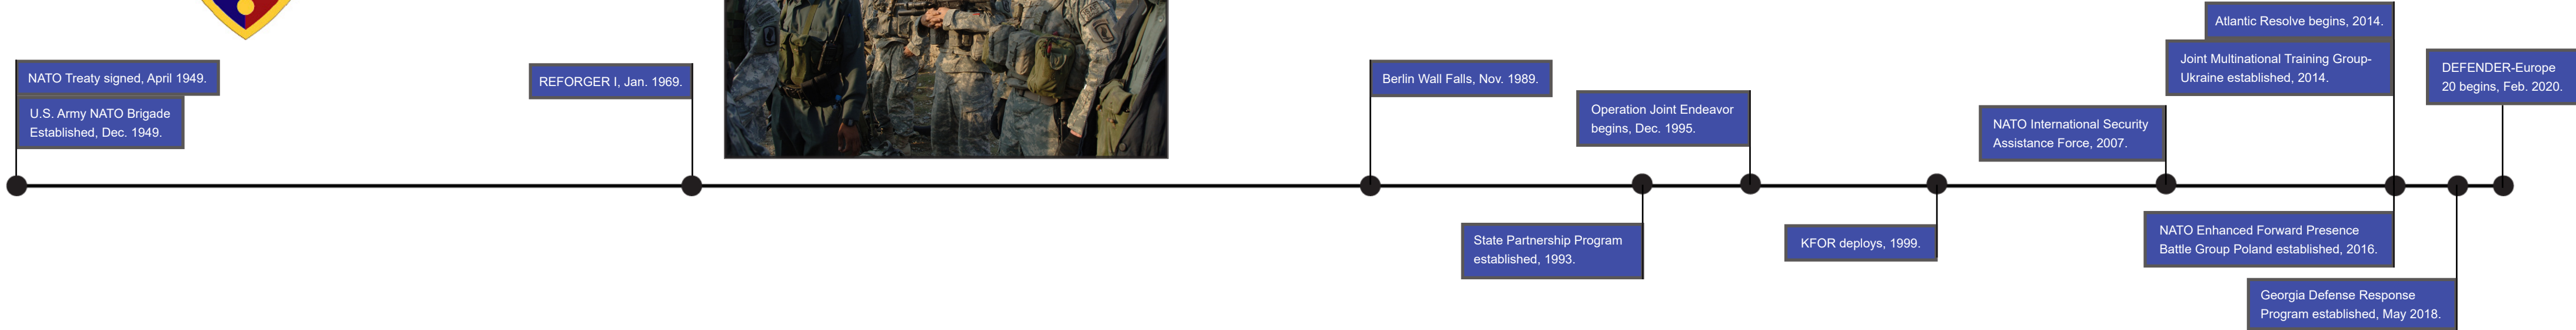 NATO Treaty signed, April 1949.
U.S. Army NATO Brigade
Established, Dec. 1949.
REFORGER I, Jan. 1969.
Berlin Wall Falls, Nov. 1989.
State Partnership Program
established, 1993.
Operation Joint Endeavor
begins, Dec. 1995.
KFOR deploys, 1999.
NATO International Security
Assistance Force, 2007.
Atlantic Resolve begins, 2014.
Joint Multinational Training Group-
Ukraine established, 2014.
NATO Enhanced Forward Presence
Battle Group Poland established, 2016.
Georgia Defense Response
Program established, May 2018.
DEFENDER-Europe
20 begins, Feb. 2020.